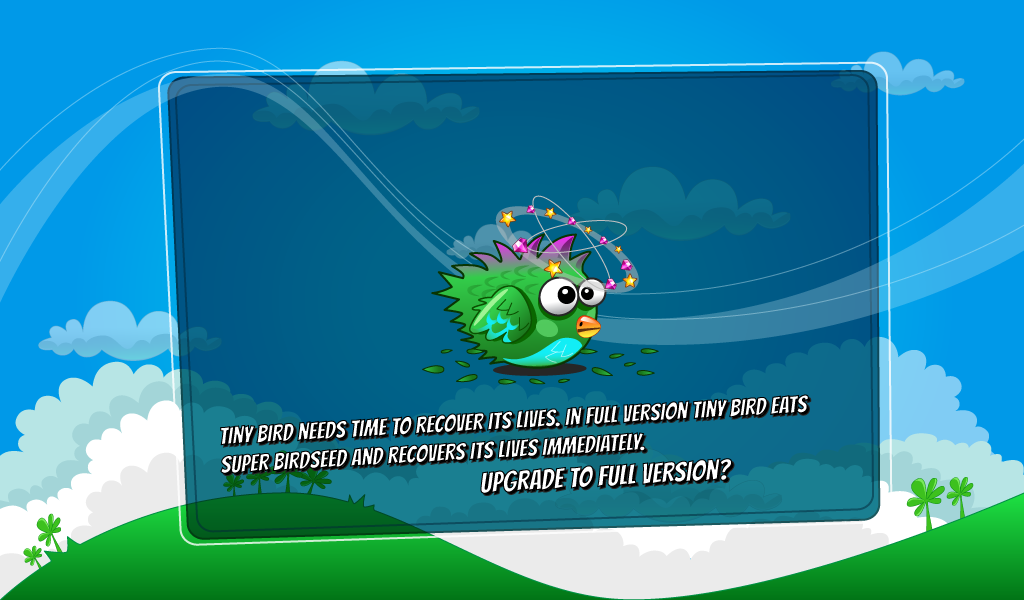 TINY BIRD NEEDS TIME TO RECOVER ITS LIVES. IN FULL VERSION TINY BIRD EATS
SUPER BIRDSEED AND RECOVERS ITS LIVES IMMEDIATELY.
UPGRADE TO FULL VERSION?